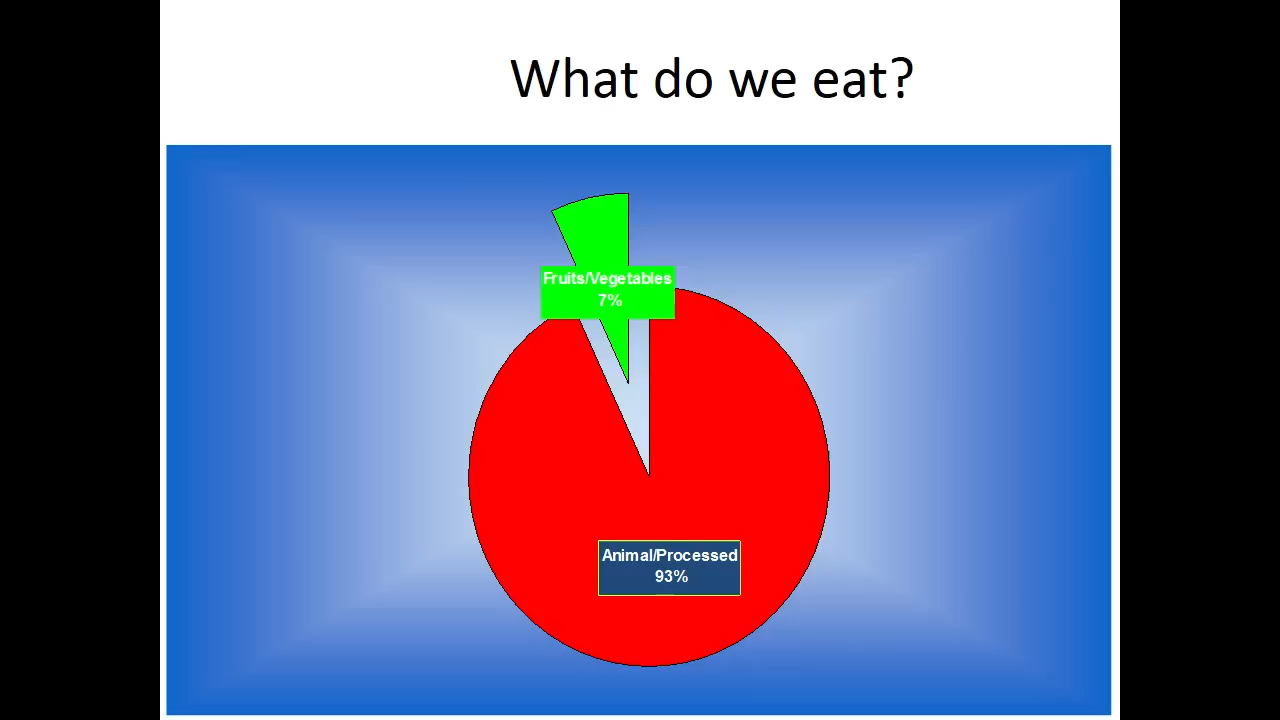 What do we eat?
Fruits/Vegetables
7%
Animal/Processed
93%